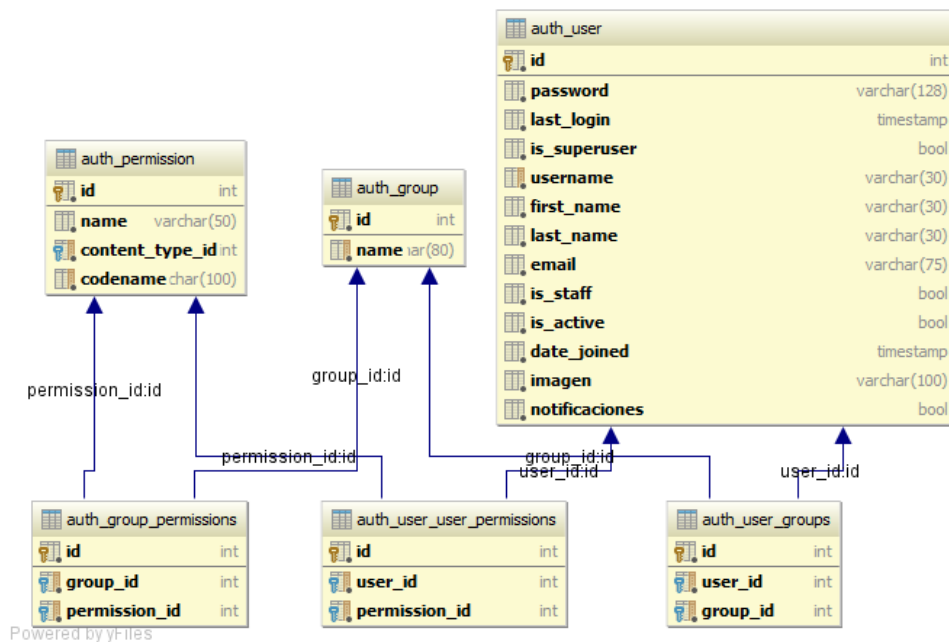 auth_user
id int
password varchar(128)
last_login timestamp
is_superuser bool
username varchar(30)
first_name varchar(30)
last_name varchar(30)
email varchar(75)
is_staff bool
is_active bool
date_joined timestamp
imagen varchar(100)
notificaciones bool
auth_permission
id int
name varchar(50)
content_type_id int
codename char(100)
auth_group
id int
name ar(80)
permission_id:id
group_id:id
permission_id:id
group_id:id
user_id:id
user_id:id
auth_group_permissions
id int
group_id int
permission_id int
auth_user_user_permissions
id int
user_id int
permission_id int
auth_user_groups
id int
user_id int
group_id int
Powered by yFiles